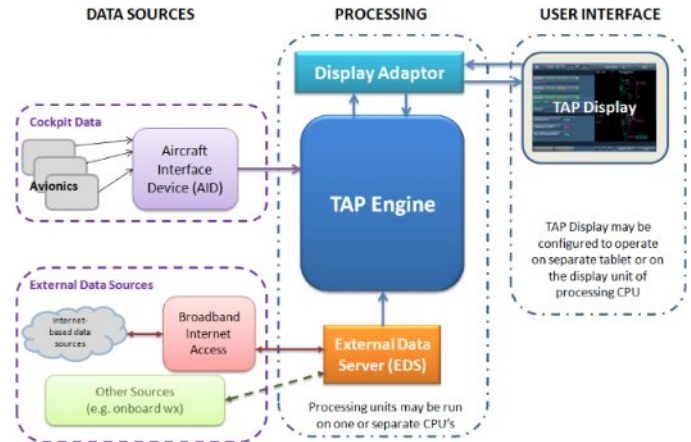 DATA SOURCES
PROCESSING
USER INTERFACE
Display Adaptor
TAP Display
Cockpit Data
Avionics
Aircraft
Interface
Device (AID)
TAP Engine
TAP Display may be
configured to operate
on separate tablet or on
the display unit of
processing CPU
External Data Sources
Internet-
based data
sources
Broadband
Internet
Access
External Data
Server (EDS)
Other Sources
(e.g. onboard wx)
Processing units may be run
on one or separate CPU's